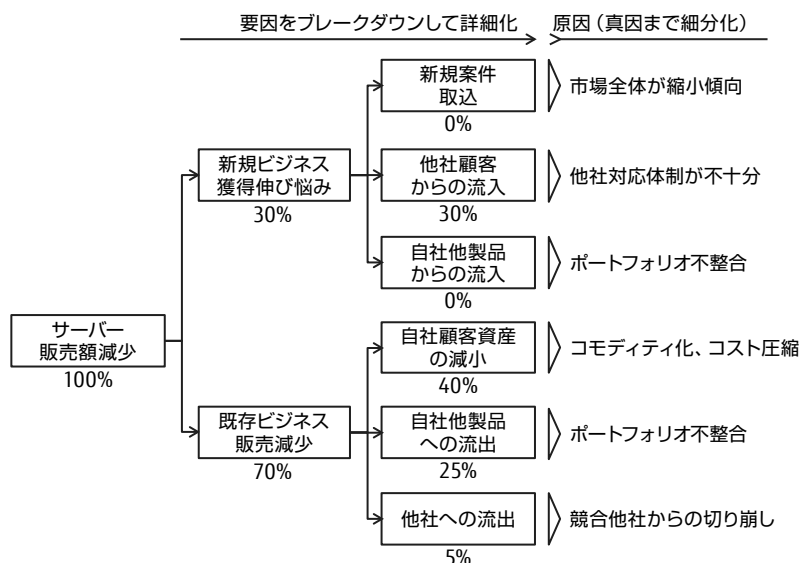 要因をブレークダウンして詳細化
原因（真因まで細分化）
新規案件
取込
0%
市場全体が縮小傾向
新規ビジネス
獲得伸び悩み
30%
他社顧客
からの流入
30%
他社対応体制が不十分
自社他製品
からの流入
0%
ポートフォリオ不整合
サーバー
販売額減少
100%
自社顧客資産
の減小
40%
コモディティ化、コスト圧縮
既存ビジネス
販売減少
70%
自社他製品
への流出
25%
ポートフォリオ不整合
他社への流出
5%
競合他社からの切り崩し